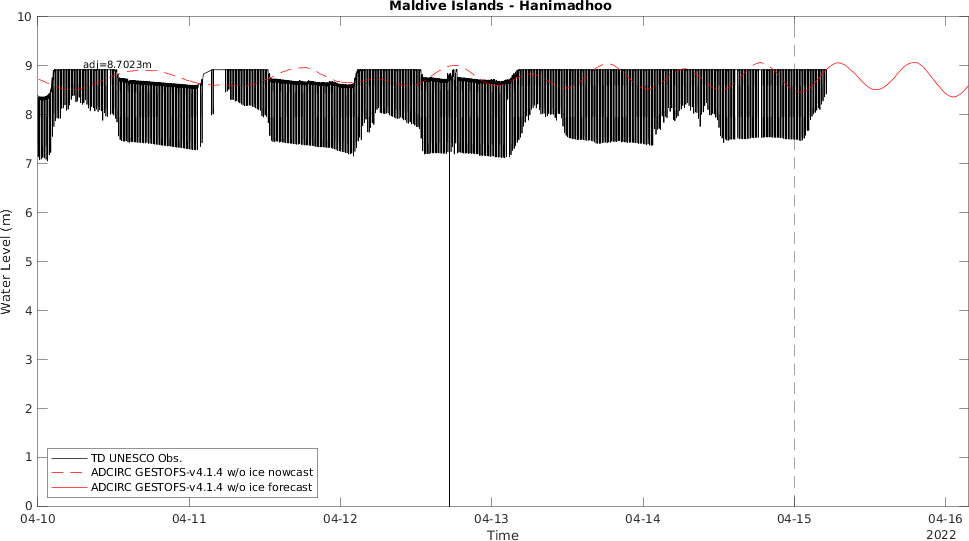 Maldive Islands - Hanimadhoo
10
9
8
7
6
5
4
3
2
1
0
Water Level (m)
adj=8.7023m
TD UNESCO Obs.
ADCIRC GESTOFS-v4.1.4 w/o ice nowcast
ADCIRC GESTOFS-v4.1.4 w/o ice forecast
04-10 04-11 04-12 04-13 04-14 04-15 04-16
Time
2022